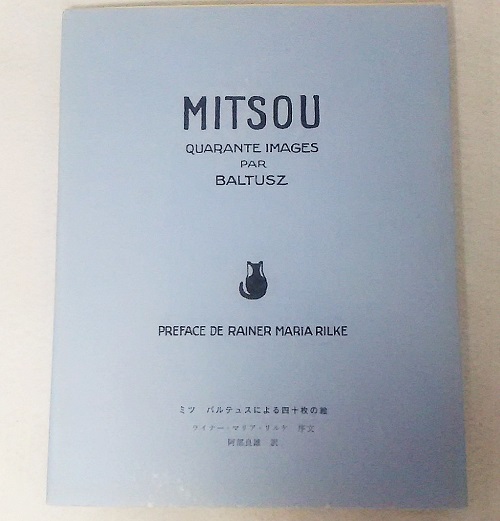 MITSOU
QUARANTE IMAGES
PAR
BALTUSZ
PREFACE DE RAINER MARIA RILKE
ミツ バルテュスによる四十枚の絵
ライナー・マリア・リルケ 序文
阿部良雄 訳